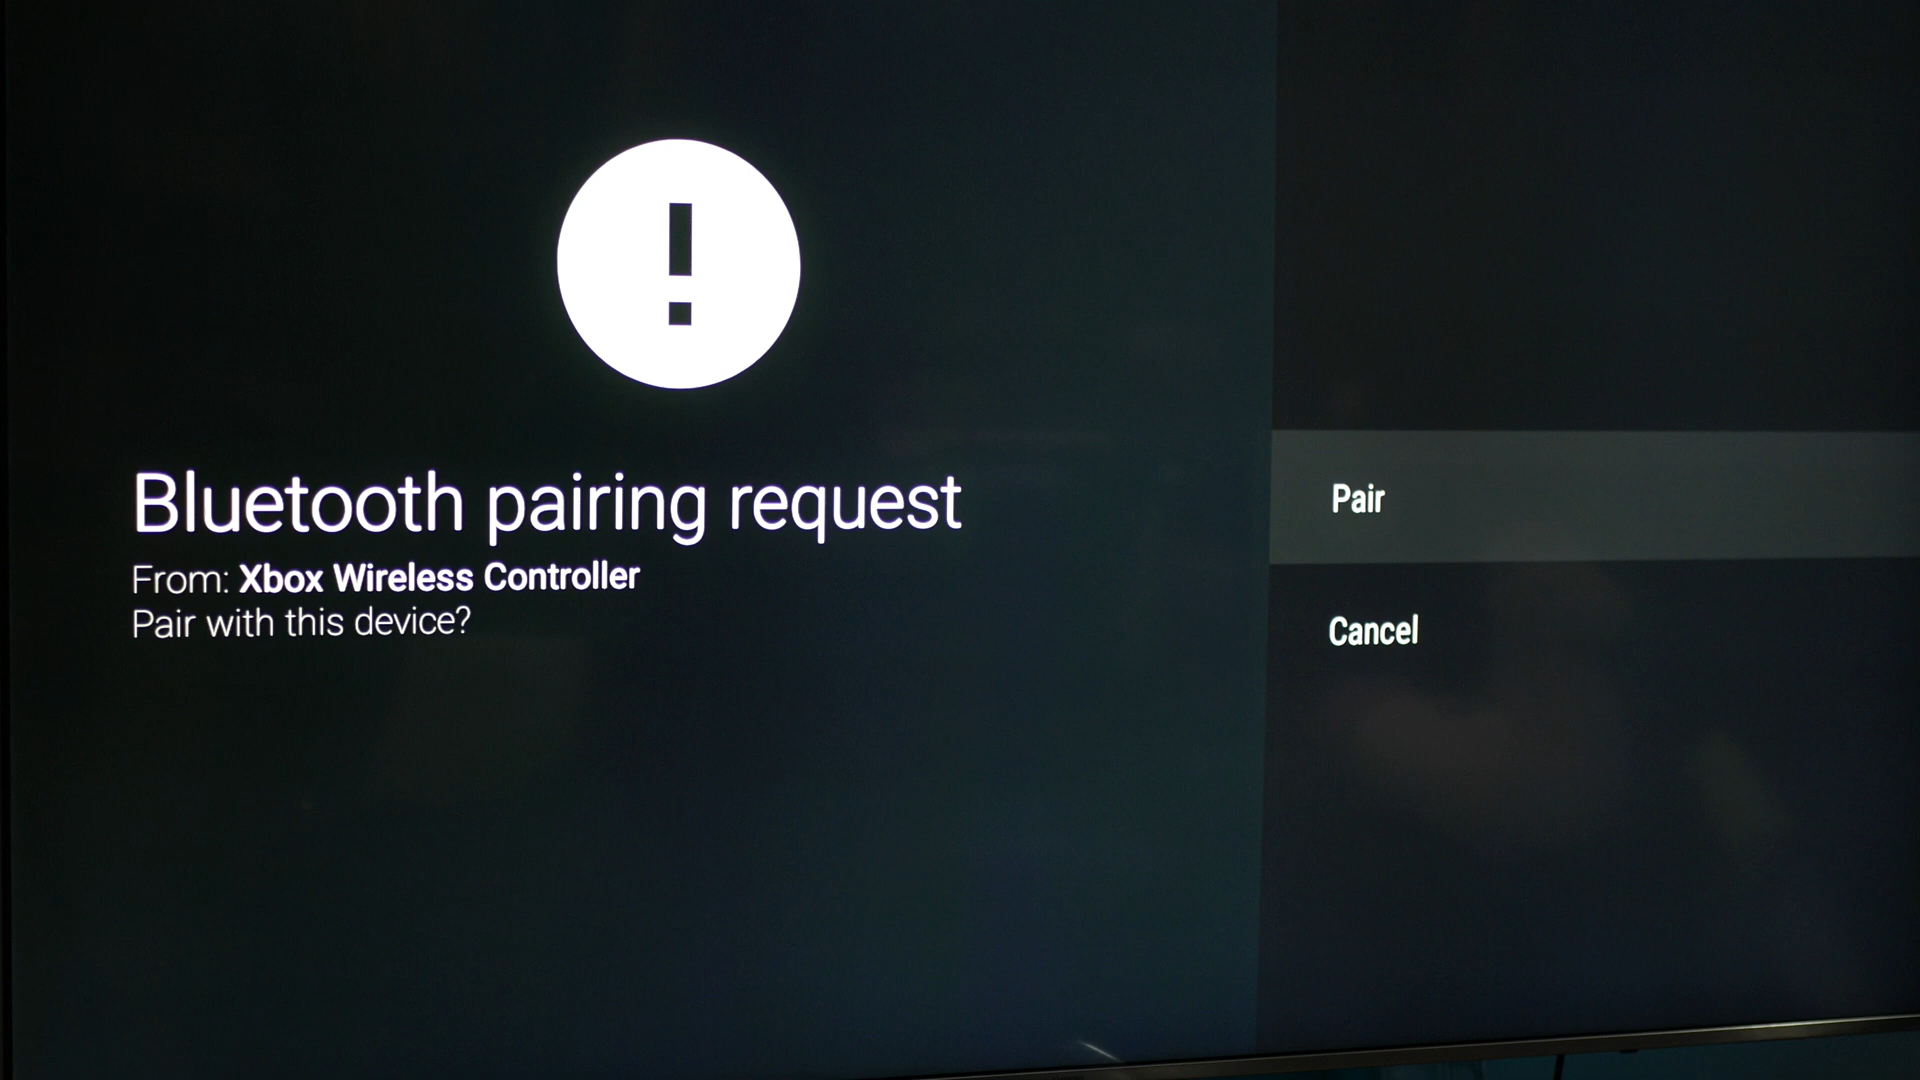 Bluetooth pairing request
From: Xbox Wireless Controller
Pair with this device?
Pair
Cancel